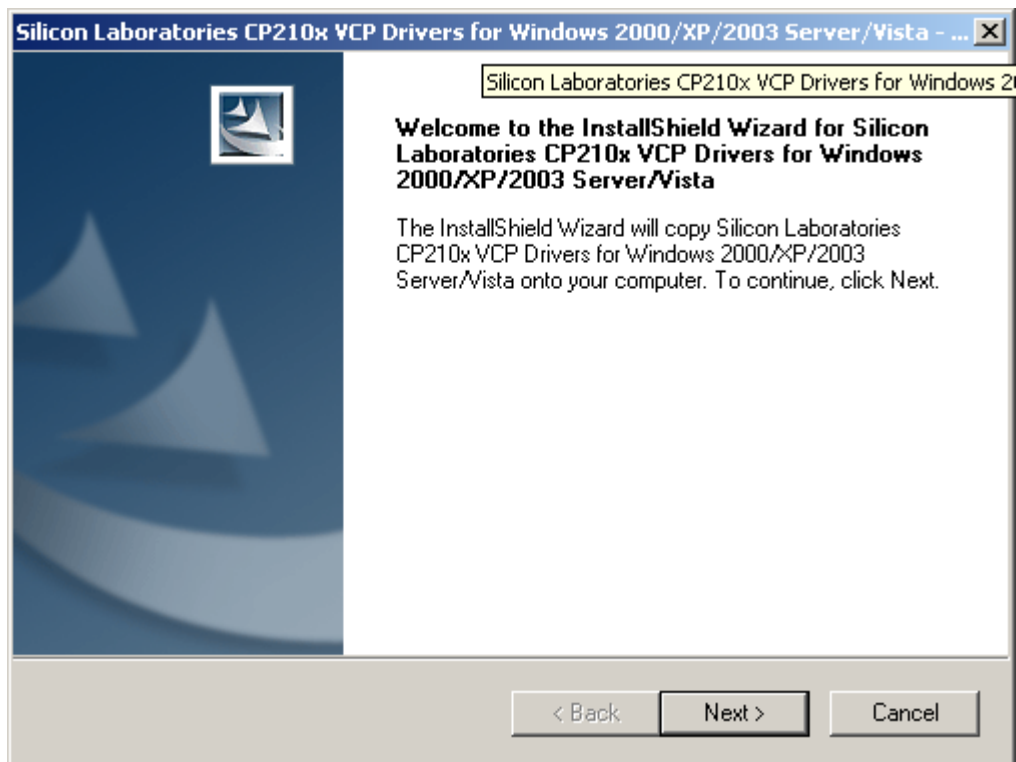 Silicon Laboratories CP210x VCP Drivers for Windows 2000/XP/2003 Server/Vista - ...
Silicon Laboratories CP210x VCP Drivers for Windows 2
Welcome to the InstallShield Wizard for Silicon
Laboratories CP210x VCP Drivers for Windows
2000/XP/2003 Server/Vista
The InstallShield Wizard will copy Silicon Laboratories
CP210x VCP Drivers for Windows 2000/XP/2003
Server/Vista onto your computer. To continue, click Next.
< Back
Next >
Cancel